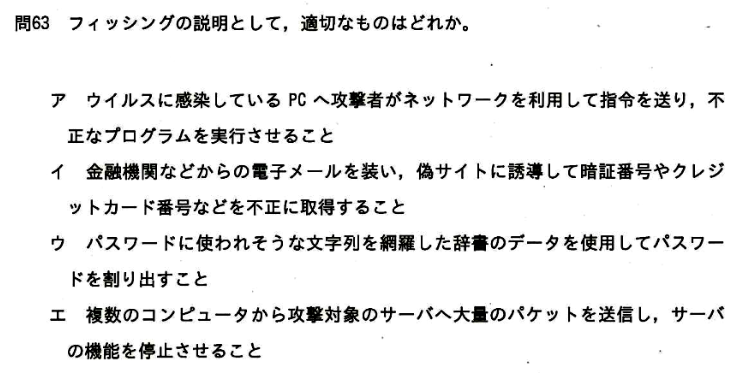 問63　フィッシングの説明として，適切なものはどれか。
ア　ウイルスに感染している PC へ攻撃者がネットワークを利用して指令を送り，不
正なプログラムを実行させること
イ　金融機関などからの電子メールを装い，偽サイトに誘導して暗証番号やクレジ
ットカード番号などを不正に取得すること
ウ　パスワードに使われそうな文字列を網羅した辞書のデータを使用してパスワー
ドを割り出すこと
エ　複数のコンピュータから攻撃対象のサーバへ大量のパケットを送信し，サーバ
の機能を停止させること